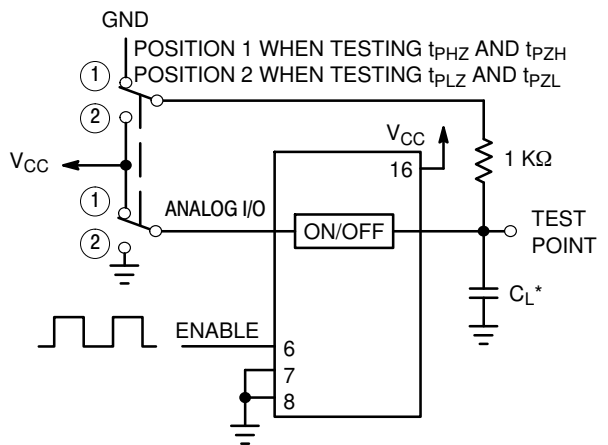 GND
POSITION 1 WHEN TESTING tPHZ AND tPZH
POSITION 2 WHEN TESTING tPLZ AND tPZL
1
2
VCC
1
2
ANALOG I/O
VCC
16
1 KΩ
ON/OFF
TEST
POINT
CL*
ENABLE
6
7
8